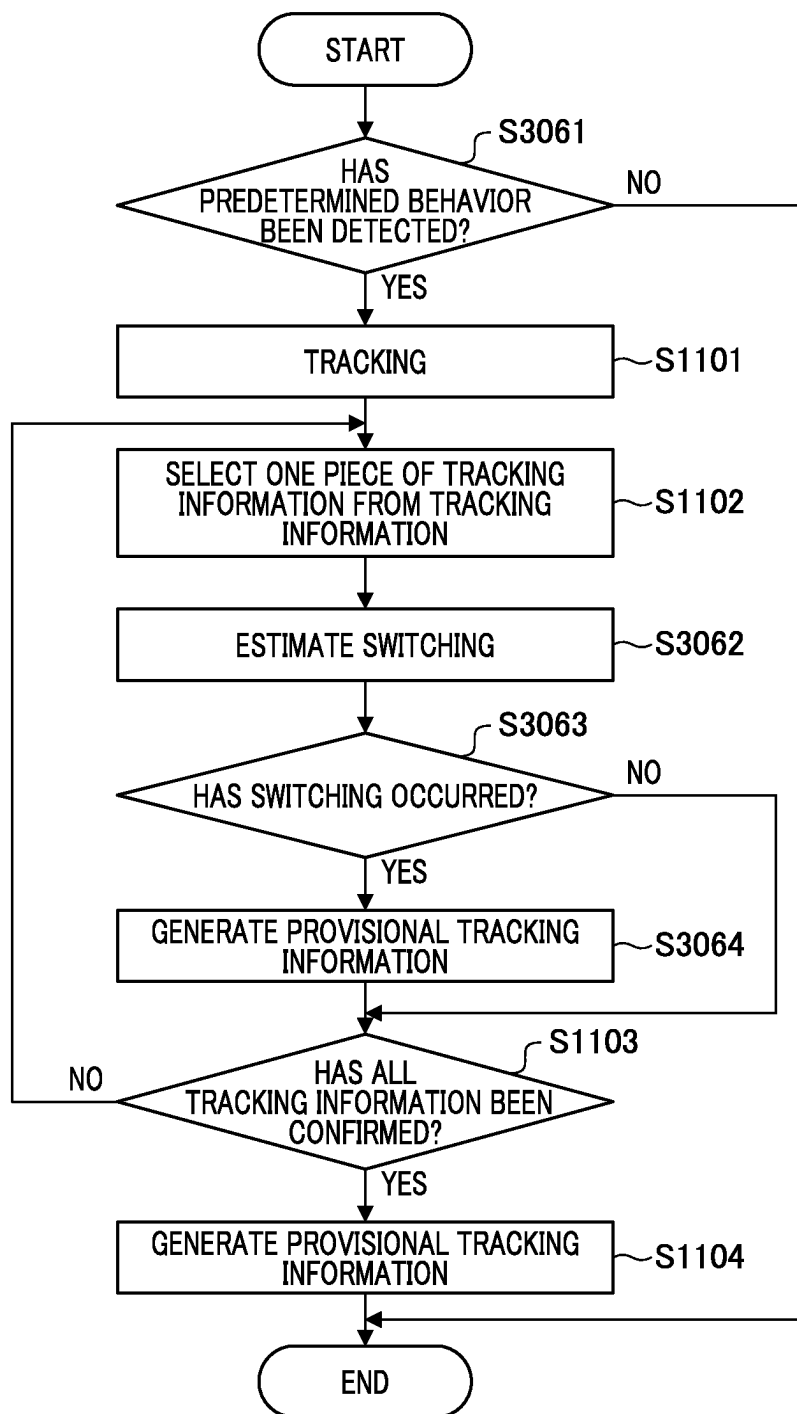 START
S3061
HAS
PREDETERMINED BEHAVIOR
BEEN DETECTED?
NO
YES
TRACKING
S1101
SELECT ONE PIECE OF TRACKING
INFORMATION FROM TRACKING
INFORMATION
S1102
ESTIMATE SWITCHING
S3062
S3063
HAS SWITCHING OCCURRED?
NO
YES
GENERATE PROVISIONAL TRACKING
INFORMATION
S3064
S1103
HAS ALL
TRACKING INFORMATION BEEN
CONFIRMED?
NO
YES
GENERATE PROVISIONAL TRACKING
INFORMATION
S1104
END